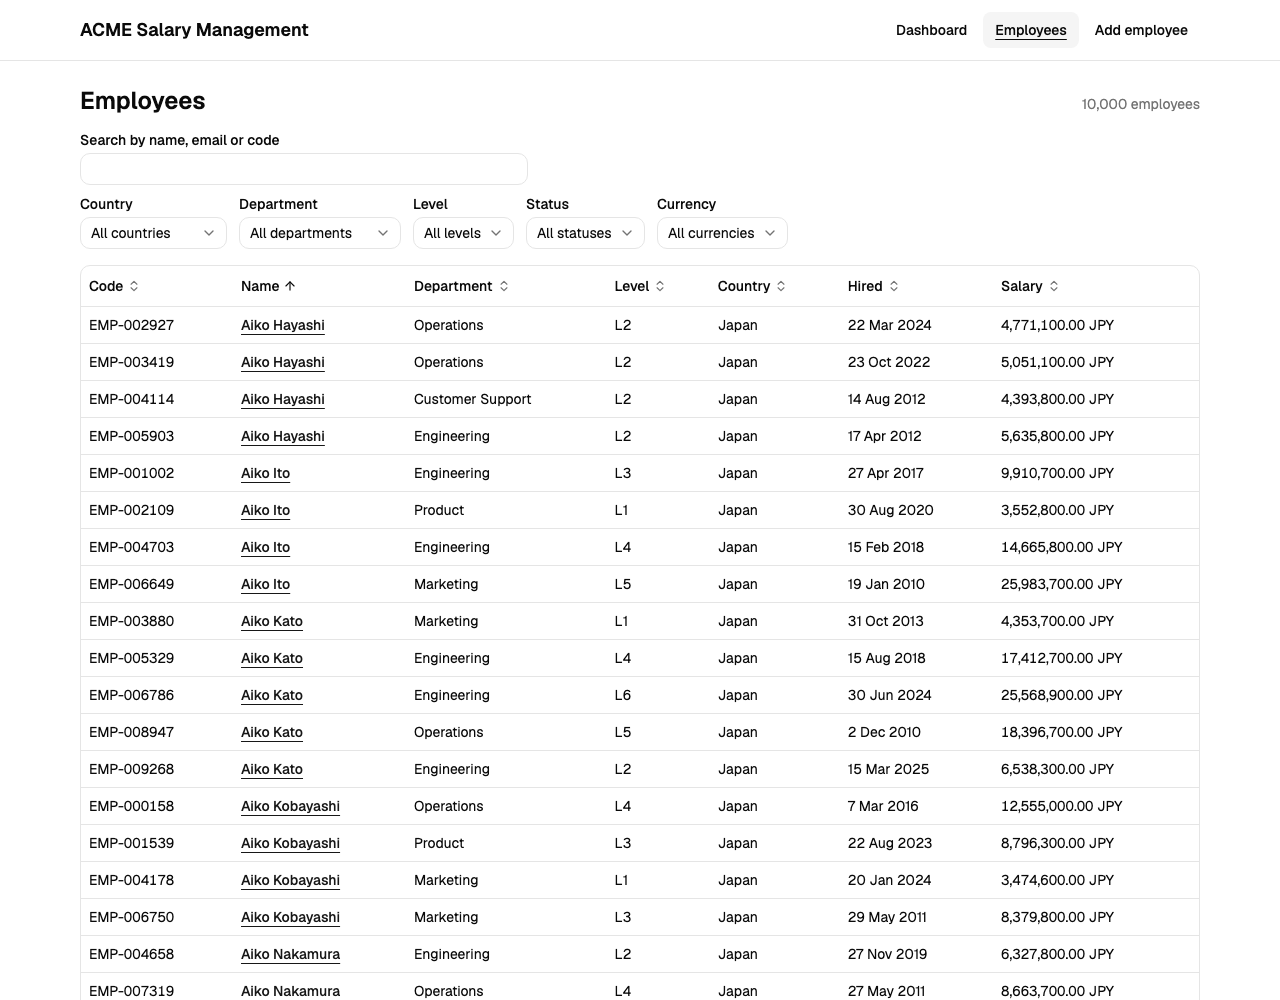 ACME Salary Management
Dashboard Employees Add employee
Employees
10,000 employees
Search by name, email or code
Country Department Level Status Currency
All countries All departments All levels All statuses All currencies
Code Name Department Level Country Hired Salary
EMP-002927 Aiko Hayashi Operations L2 Japan 22 Mar 2024 4,771,100.00 JPY
EMP-003419 Aiko Hayashi Operations L2 Japan 23 Oct 2022 5,051,100.00 JPY
EMP-004114 Aiko Hayashi Customer Support L2 Japan 14 Aug 2012 4,393,800.00 JPY
EMP-005903 Aiko Hayashi Engineering L2 Japan 17 Apr 2012 5,635,800.00 JPY
EMP-001002 Aiko Ito Engineering L3 Japan 27 Apr 2017 9,910,700.00 JPY
EMP-002109 Aiko Ito Product L1 Japan 30 Aug 2020 3,552,800.00 JPY
EMP-004703 Aiko Ito Engineering L4 Japan 15 Feb 2018 14,665,800.00 JPY
EMP-006649 Aiko Ito Marketing L5 Japan 19 Jan 2010 25,983,700.00 JPY
EMP-003880 Aiko Kato Marketing L1 Japan 31 Oct 2013 4,353,700.00 JPY
EMP-005329 Aiko Kato Engineering L4 Japan 15 Aug 2018 17,412,700.00 JPY
EMP-006786 Aiko Kato Engineering L6 Japan 30 Jun 2024 25,568,900.00 JPY
EMP-008947 Aiko Kato Operations L5 Japan 2 Dec 2010 18,396,700.00 JPY
EMP-009268 Aiko Kato Engineering L2 Japan 15 Mar 2025 6,538,300.00 JPY
EMP-000158 Aiko Kobayashi Operations L4 Japan 7 Mar 2016 12,555,000.00 JPY
EMP-001539 Aiko Kobayashi Product L3 Japan 22 Aug 2023 8,796,300.00 JPY
EMP-004178 Aiko Kobayashi Marketing L1 Japan 20 Jan 2024 3,474,600.00 JPY
EMP-006750 Aiko Kobayashi Marketing L3 Japan 29 May 2011 8,379,800.00 JPY
EMP-004658 Aiko Nakamura Engineering L2 Japan 27 Nov 2019 6,327,800.00 JPY
EMP-007319 Aiko Nakamura Operations L4 Japan 27 May 2011 8,663,700.00 JPY